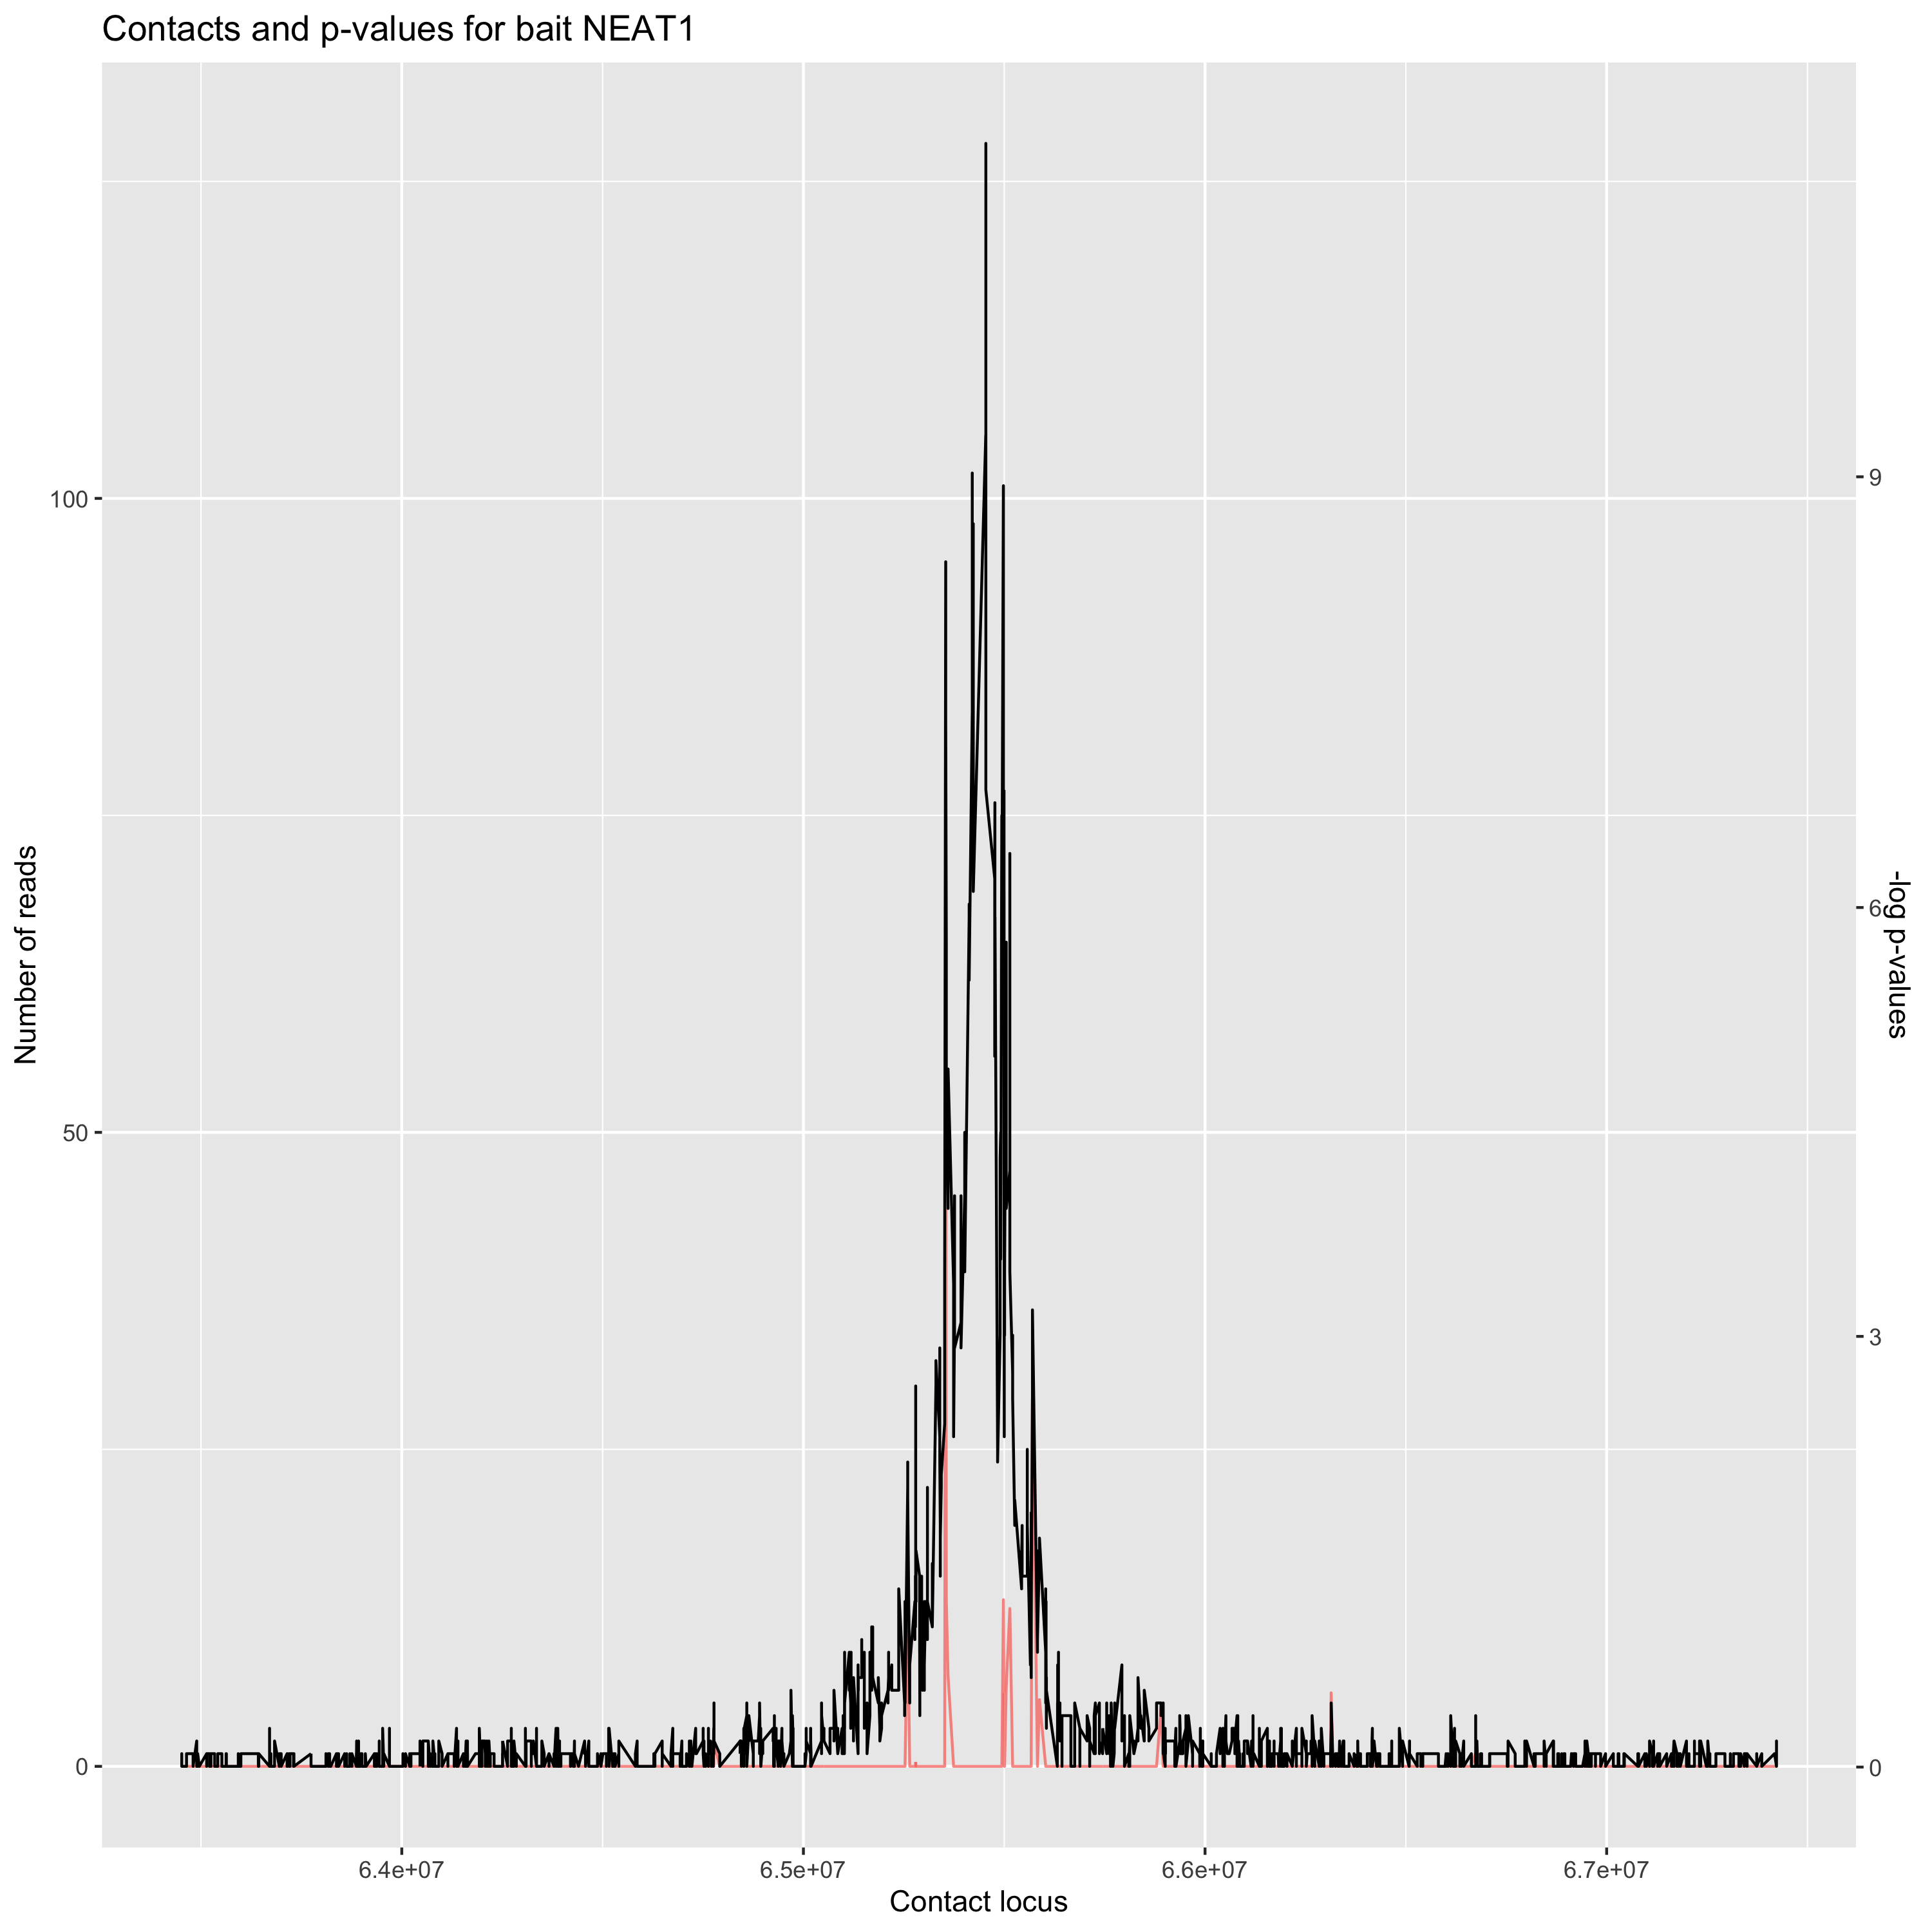 Contacts and p-values for bait NEAT1
100
50
0
Number of reads
9
6
3
0
-log p-values
6.4e+07
6.5e+07
6.6e+07
6.7e+07
Contact locus